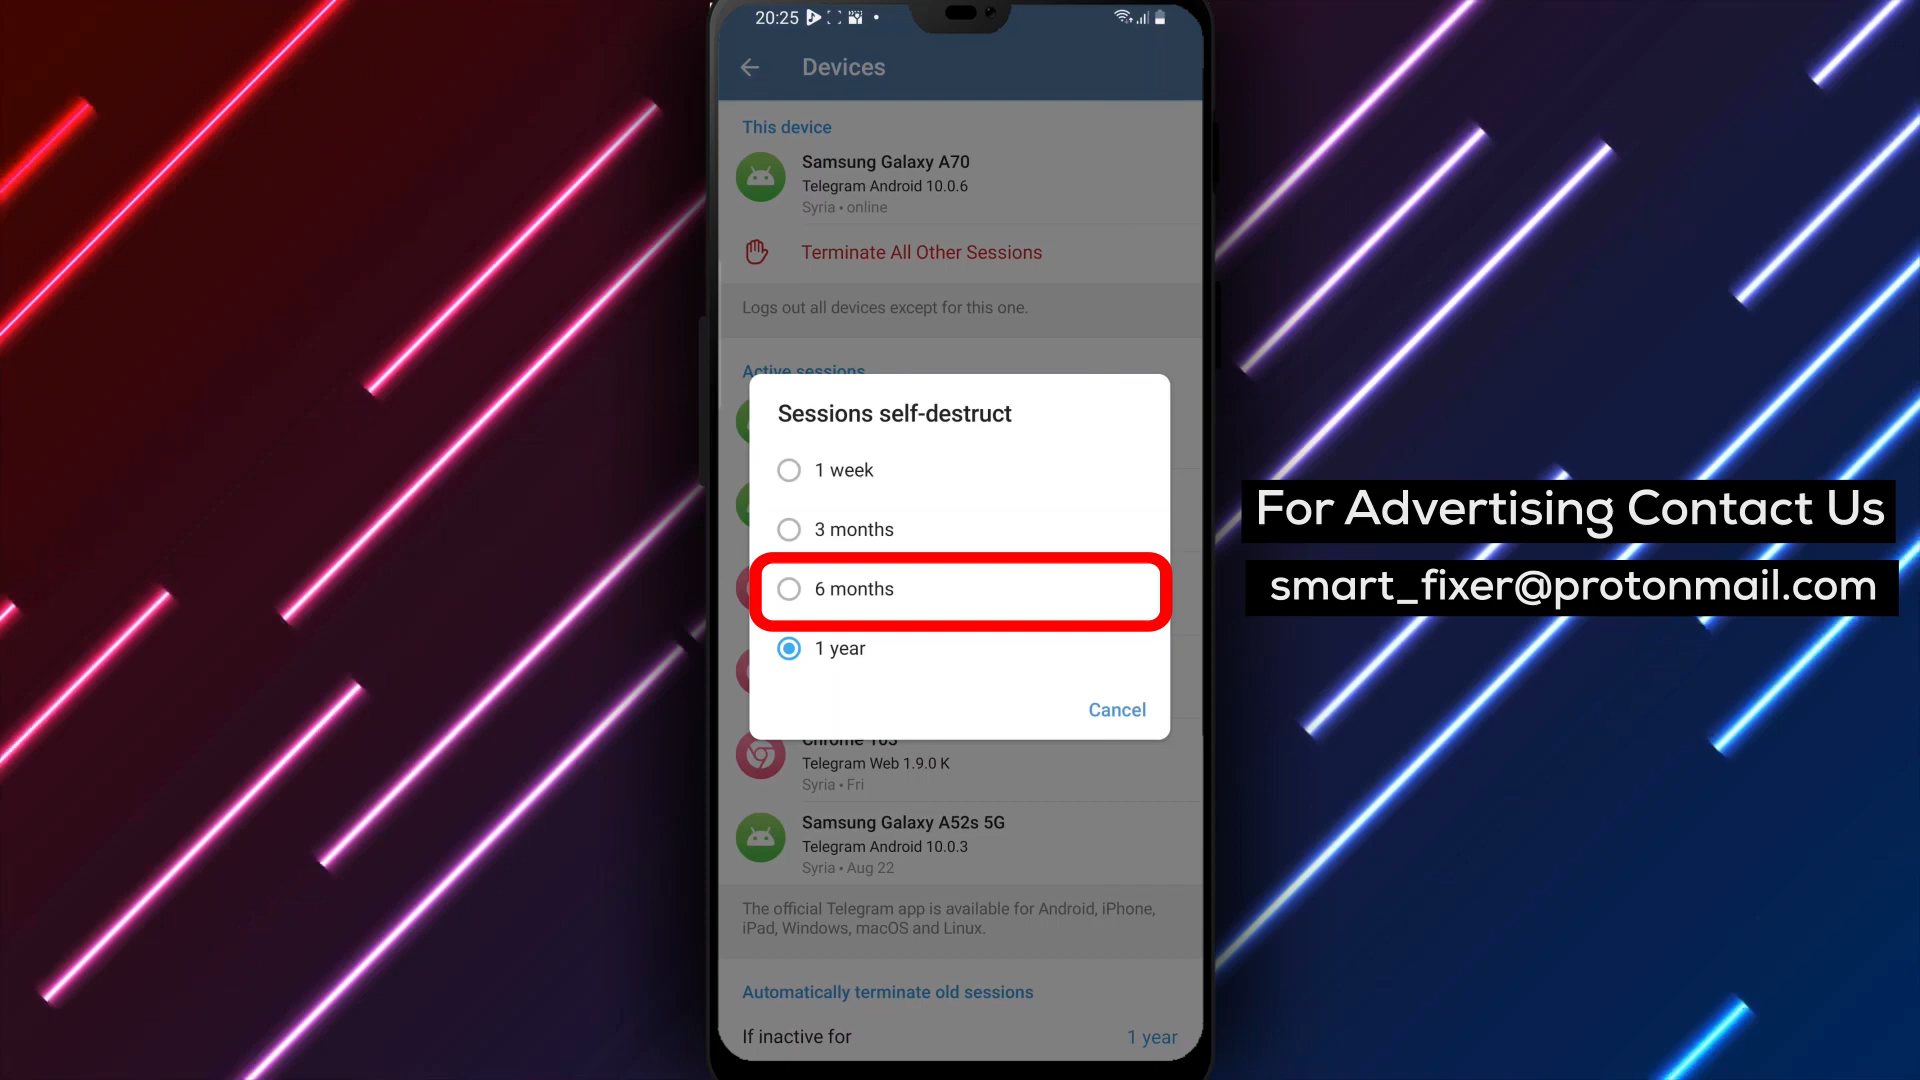 20:25
Devices
This device
Samsung Galaxy A70
Telegram Android 10.0.6
Syria • online
Terminate All Other Sessions
Logs out all devices except for this one.
Active sessions
Sessions self-destruct
1 week
3 months
6 months
1 year
Cancel
Telegram Web 1.9.0 K
Syria • Fri
Samsung Galaxy A52s 5G
Telegram Android 10.0.3
Syria • Aug 22
The official Telegram app is available for Android, iPhone,
iPad, Windows, macOS and Linux.
Automatically terminate old sessions
If inactive for 1 year
For Advertising Contact Us
smart_fixer@protonmail.com